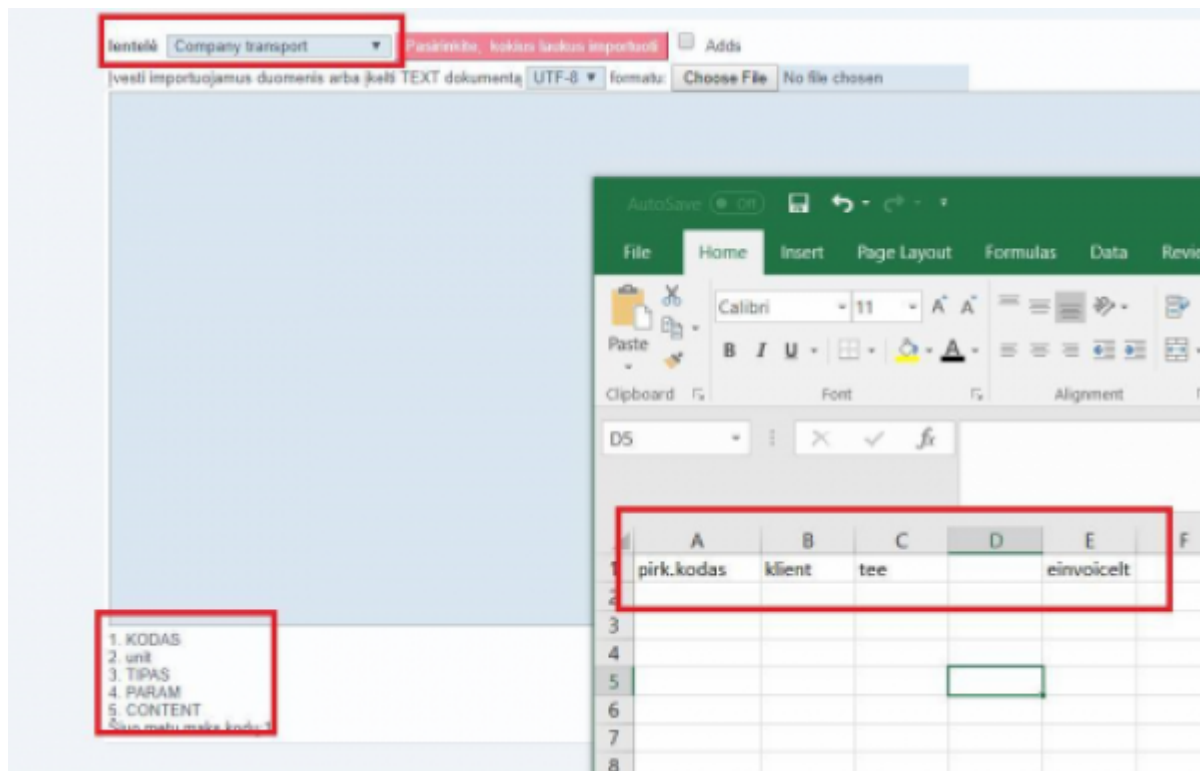 lentelė Company transport Pasirinkite, kokius laukus importuoti Adds
Įvesti importuojamus duomenis arba įkelti TEXT dokumentą UTF-8 formatu: Choose File No file chosen
AutoSave Off
File Home Insert Page Layout Formulas Data
Calibri 11 A A
Paste B I U A
Clipboard Font Alignment
D5 fx
A B C D E F
1 pirk.kodas klient tee einvoicelt
2
3
4
5
6
7
8
1. KODAS
2. unit
3. TIPAS
4. PARAM
5. CONTENT